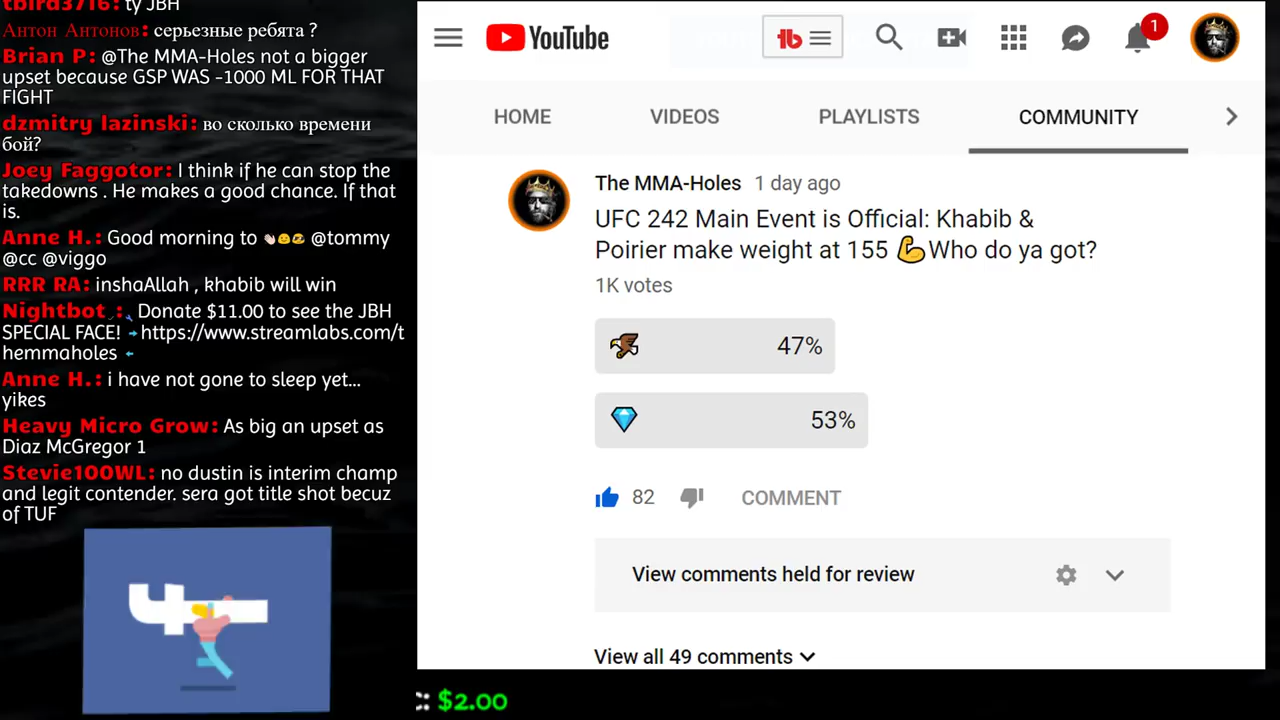 tbird3716: ty JBH
Антон Антонов: серьезные ребята ?
Brian P: @The MMA-Holes not a bigger
upset because GSP WAS -1000 ML FOR THAT
FIGHT
dzmitry lazinski: во сколько времени
бой?
Joey Faggotor: I think if he can stop the
takedowns . He makes a good chance. If that
is.
Anne H.: Good morning to 👋🏻😊🤗 @tommy
@cc @viggo
RRR RA: inshaAllah , khabib will win
Nightbot 🔧: Donate $11.00 to see the JBH
SPECIAL FACE! → https://www.streamlabs.com/t
hemmaholes ←
Anne H.: i have not gone to sleep yet...
yikes
Heavy Micro Grow: As big an upset as
Diaz McGregor 1
Stevie100WL: no dustin is interim champ
and legit contender. sera got title shot becuz
of TUF
YouTube
tb
1
HOME VIDEOS PLAYLISTS COMMUNITY
The MMA-Holes 1 day ago
UFC 242 Main Event is Official: Khabib &
Poirier make weight at 155 💪Who do ya got?
1K votes
🦅 47%
💎 53%
82 COMMENT
View comments held for review
View all 49 comments
: $2.00